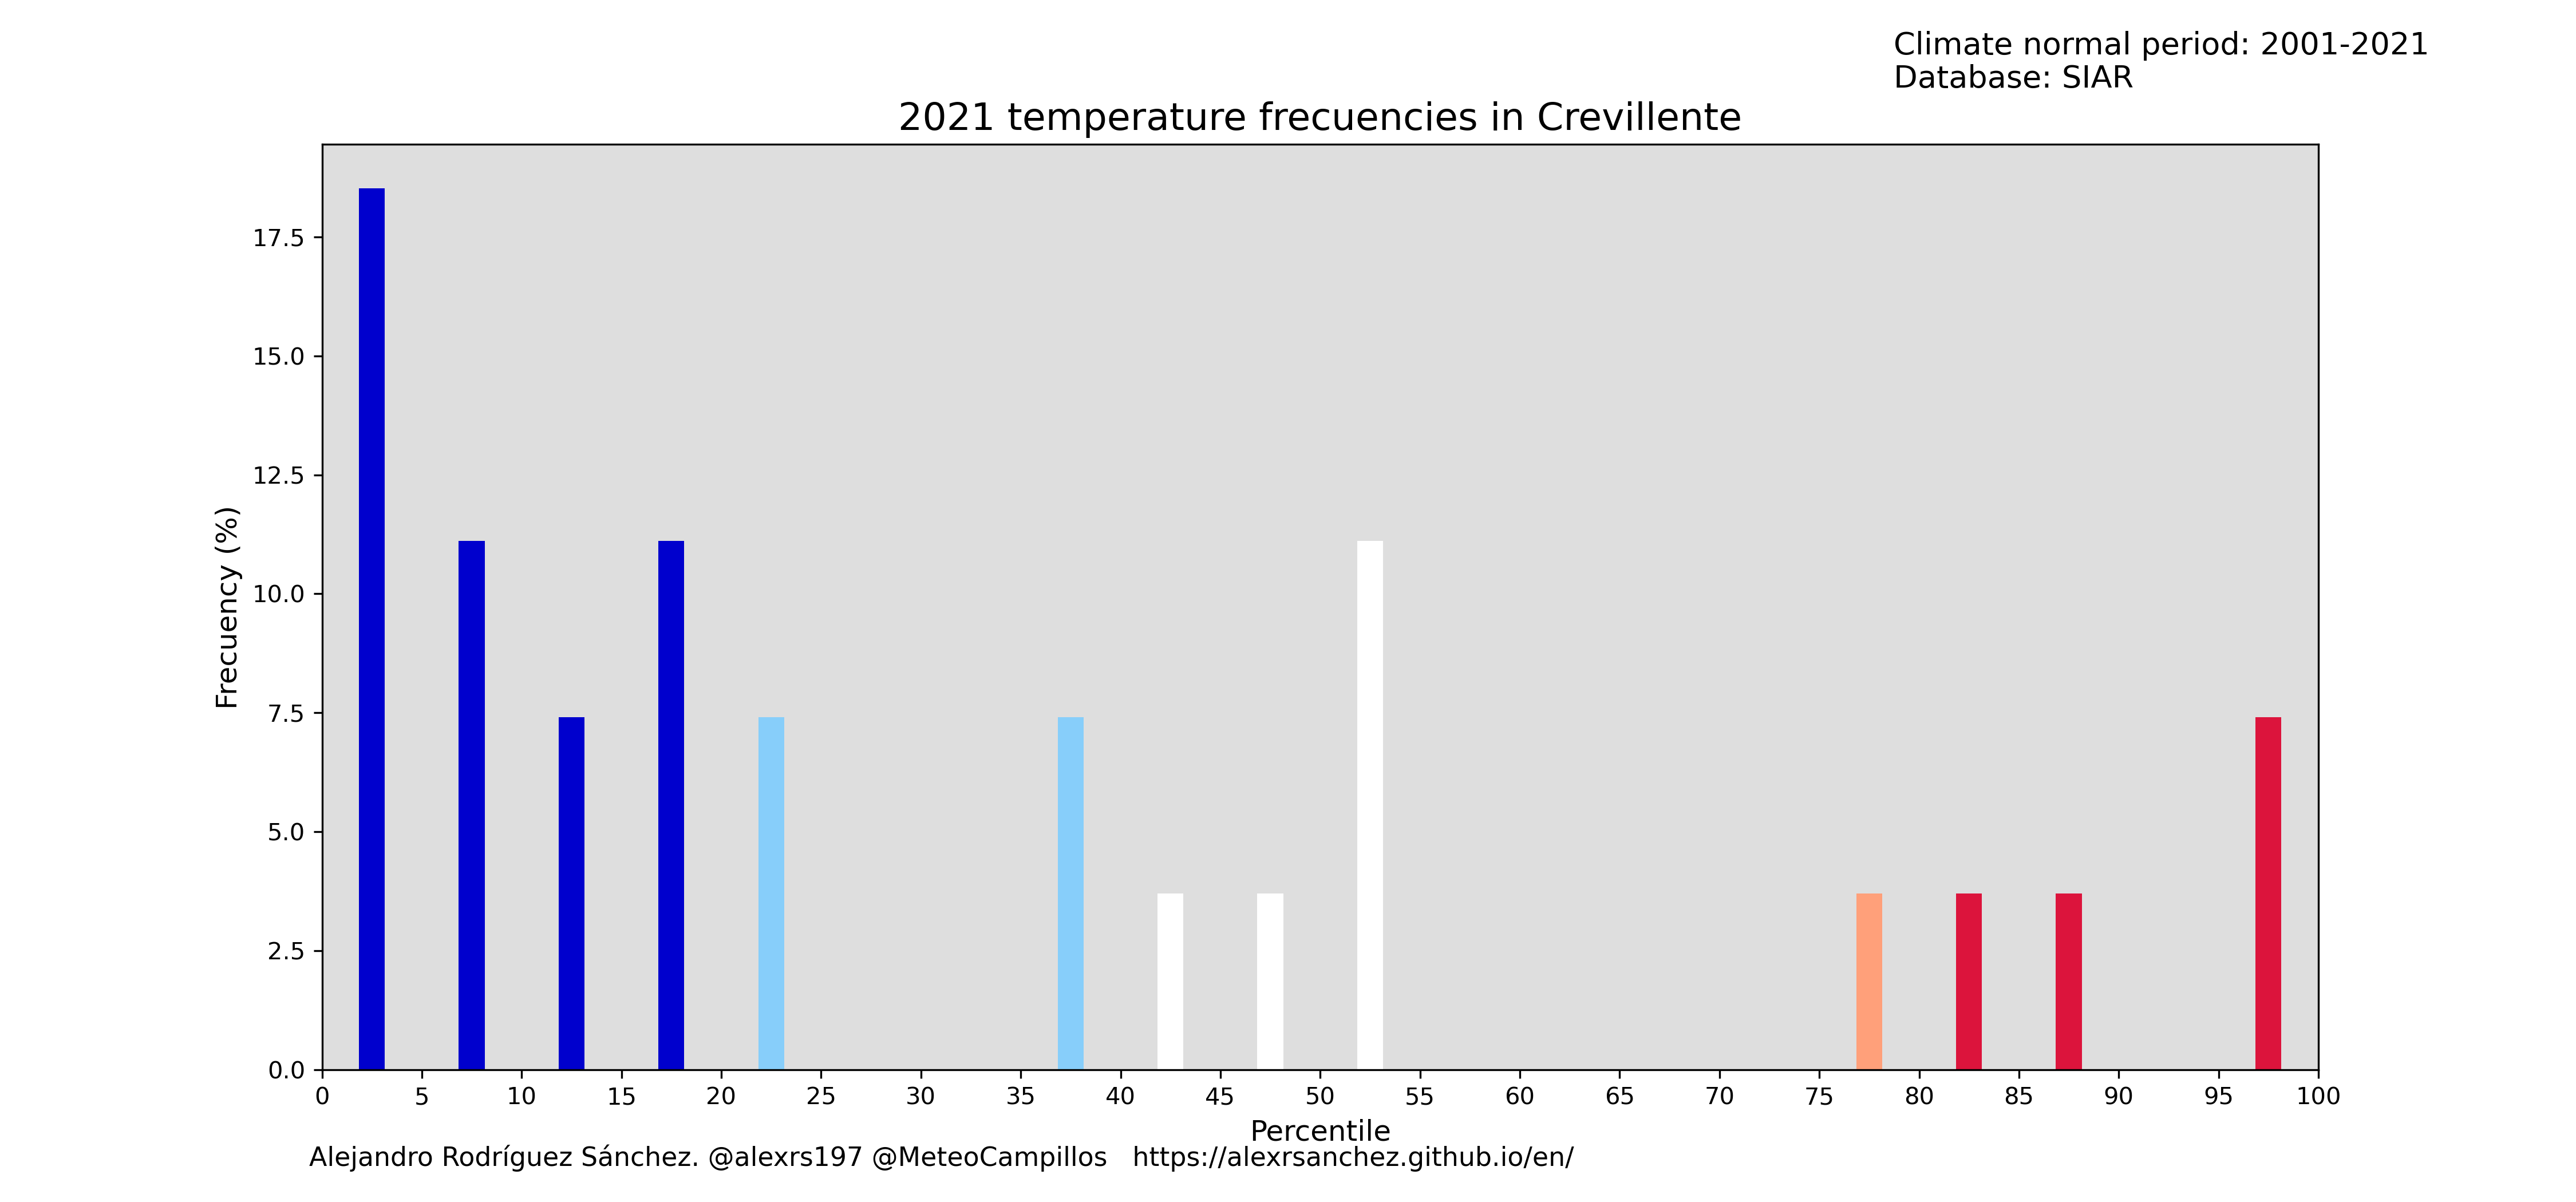 Climate normal period: 2001-2021
Database: SIAR
2021 temperature frecuencies in Crevillente
Frecuency (%)
17.5
15.0
12.5
10.0
7.5
5.0
2.5
0.0
0 5 10 15 20 25 30 35 40 45 50 55 60 65 70 75 80 85 90 95 100
Percentile
Alejandro Rodríguez Sánchez. @alexrs197 @MeteoCampillos https://alexrsanchez.github.io/en/